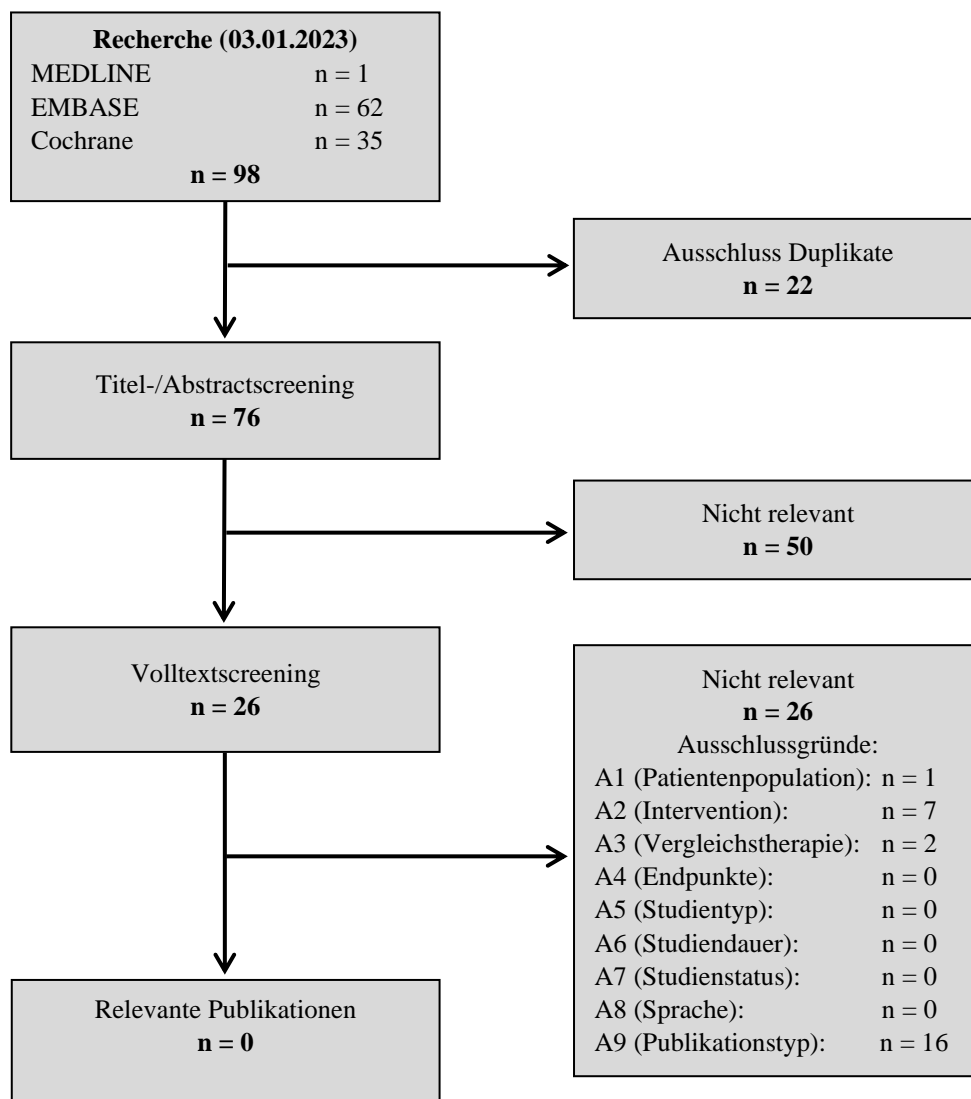 Recherche (03.01.2023)
MEDLINE n = 1
EMBASE n = 62
Cochrane n = 35
n = 98
Ausschluss Duplikate
n = 22
Titel-/Abstractscreening
n = 76
Nicht relevant
n = 50
Volltextscreening
n = 26
Nicht relevant
n = 26
Ausschlussgründe:
A1 (Patientenpopulation): n = 1
A2 (Intervention): n = 7
A3 (Vergleichstherapie): n = 2
A4 (Endpunkte): n = 0
A5 (Studientyp): n = 0
A6 (Studiendauer): n = 0
A7 (Studienstatus): n = 0
A8 (Sprache): n = 0
A9 (Publikationstyp): n = 16
Relevante Publikationen
n = 0